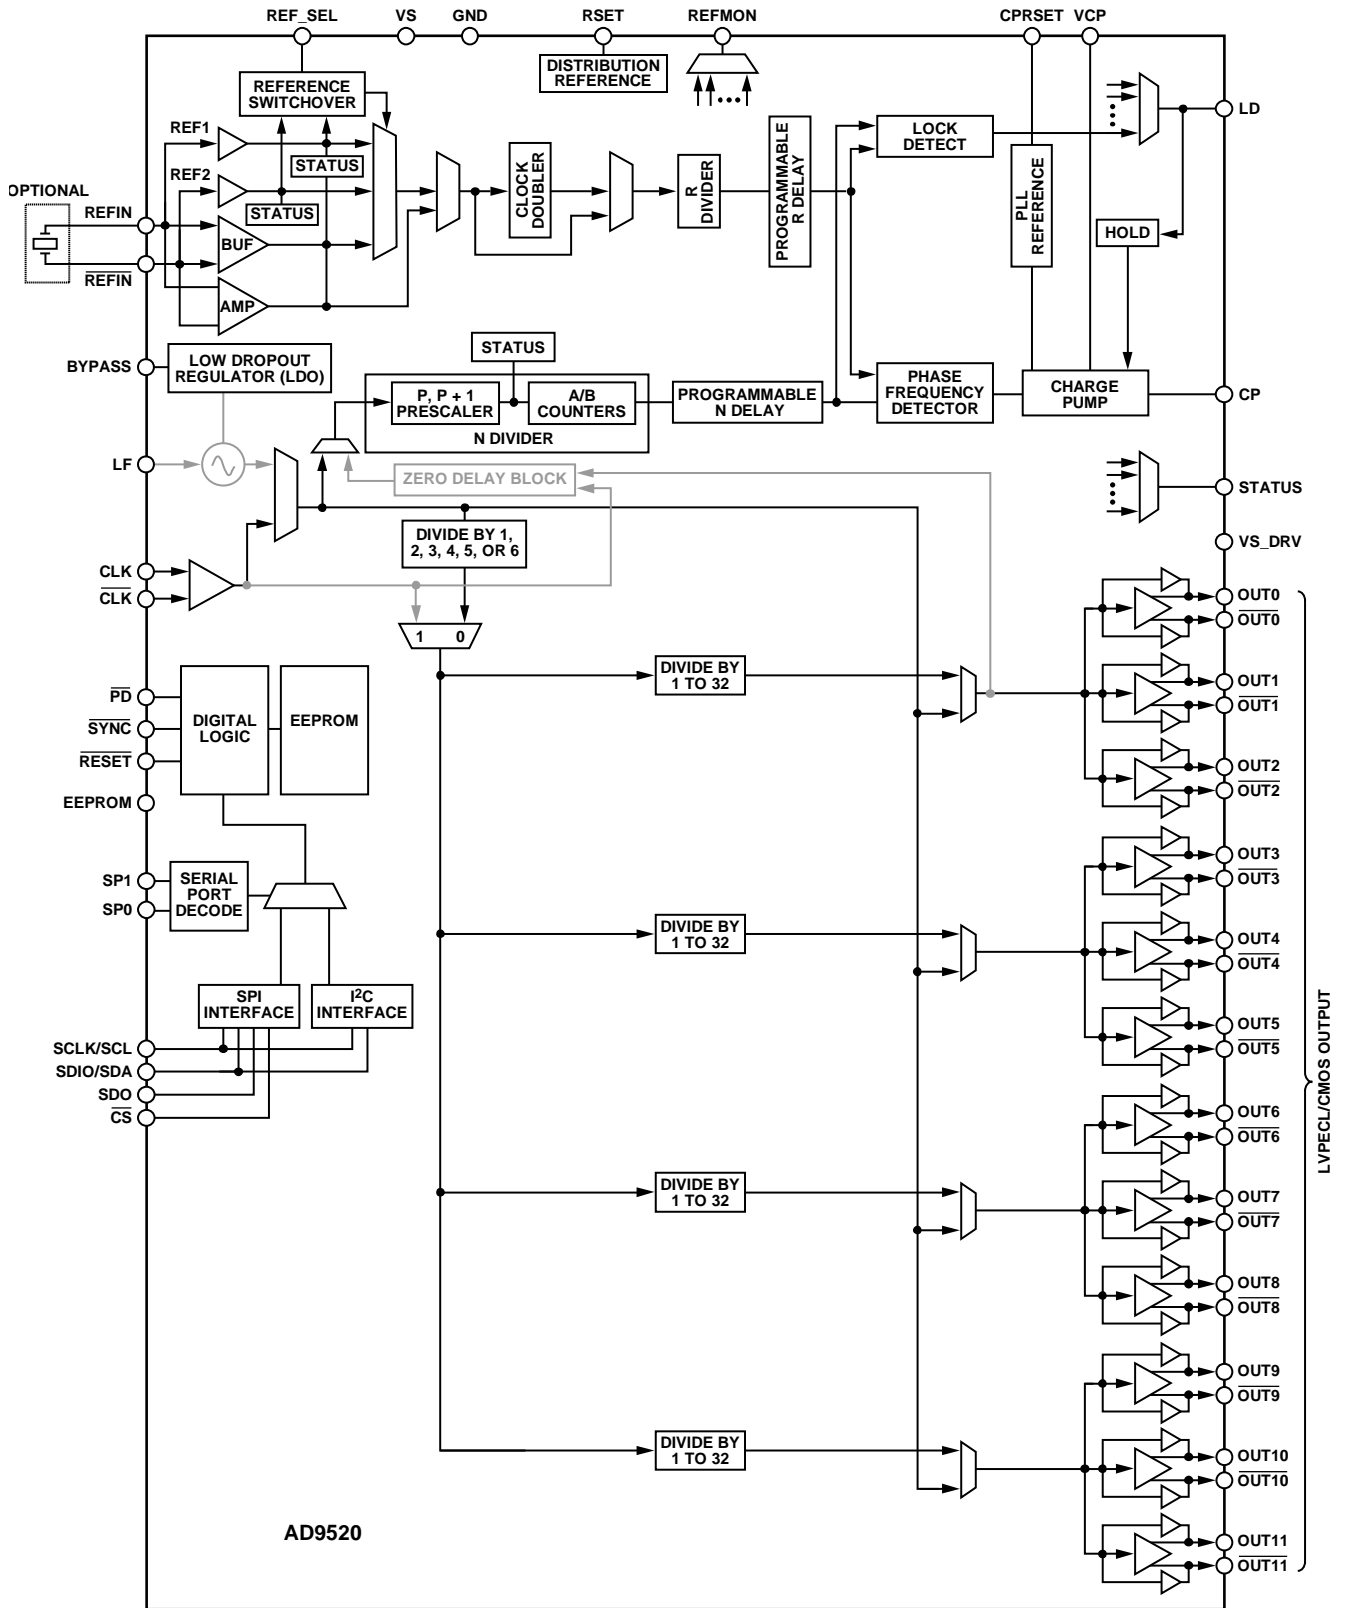 REF_SEL
VS
GND
RSET
REFMON
CPRSET
VCP
DISTRIBUTION
REFERENCE
REFERENCE
SWITCHOVER
REF1
REF2
STATUS
STATUS
OPTIONAL
REFIN
REFIN
BUF
AMP
CLOCK
DOUBLER
R
DIVIDER
PROGRAMMABLE
R DELAY
LOCK
DETECT
PLL
REFERENCE
HOLD
LD
BYPASS
LOW DROPOUT
REGULATOR (LDO)
STATUS
P, P + 1
PRESCALER
A/B
COUNTERS
N DIVIDER
PROGRAMMABLE
N DELAY
PHASE
FREQUENCY
DETECTOR
CHARGE
PUMP
CP
LF
ZERO DELAY BLOCK
STATUS
DIVIDE BY 1,
2, 3, 4, 5, OR 6
VS_DRV
CLK
CLK
1 0
OUT0
OUT0
DIVIDE BY
1 TO 32
OUT1
OUT1
PD
SYNC
RESET
DIGITAL
LOGIC
EEPROM
EEPROM
OUT2
OUT2
SP1
SP0
SERIAL
PORT
DECODE
OUT3
OUT3
DIVIDE BY
1 TO 32
OUT4
OUT4
SPI
INTERFACE
I2C
INTERFACE
OUT5
OUT5
SCLK/SCL
SDIO/SDA
SDO
CS
LVPECL/CMOS OUTPUT
OUT6
OUT6
DIVIDE BY
1 TO 32
OUT7
OUT7
OUT8
OUT8
OUT9
OUT9
DIVIDE BY
1 TO 32
OUT10
OUT10
AD9520
OUT11
OUT11